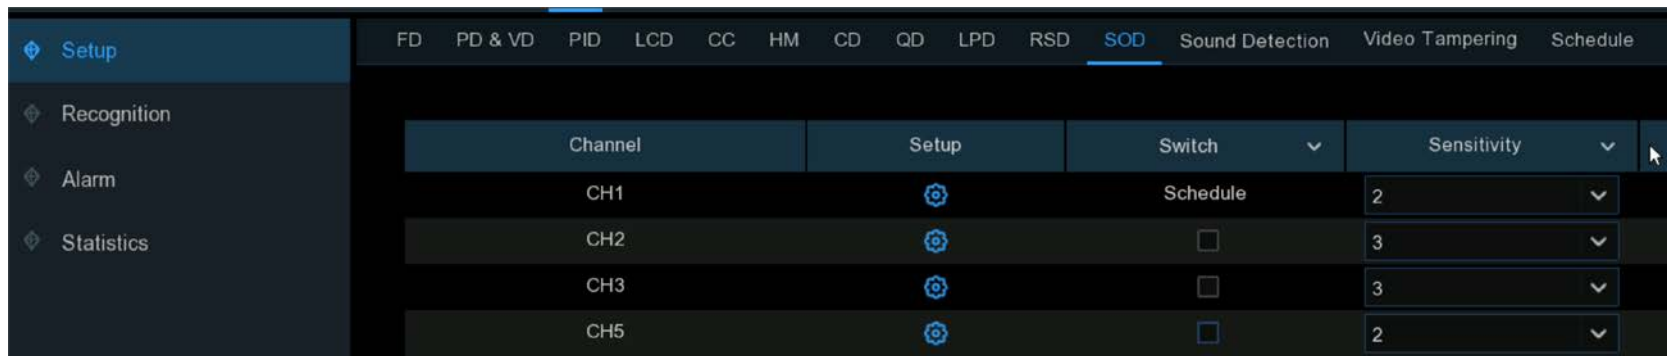 Setup
Recognition
Alarm
Statistics
FD PD & VD PID LCD CC HM CD QD LPD RSD SOD Sound Detection Video Tampering Schedule
Channel Setup Switch Sensitivity
CH1 Schedule 2
CH2 3
CH3 3
CH5 2